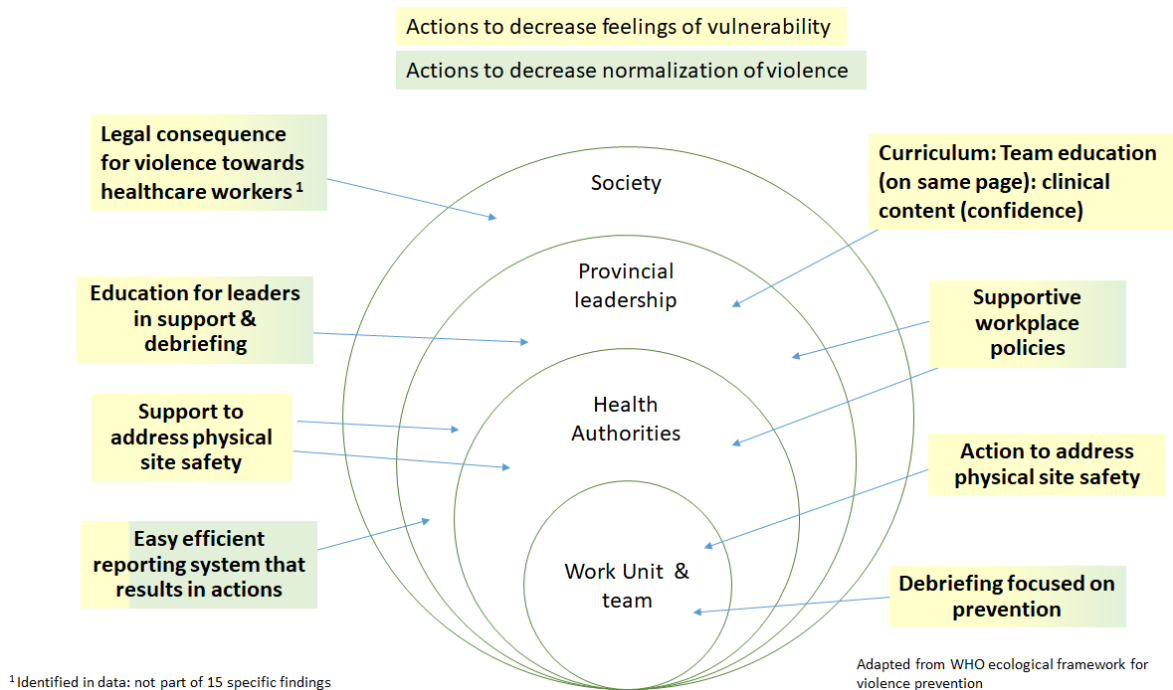 Actions to decrease feelings of vulnerability
Actions to decrease normalization of violence
Legal consequence
for violence towards
healthcare workers 1
Society
Curriculum: Team education
(on same page): clinical
content (confidence)
Provincial
leadership
Education for leaders
in support &
debriefing
Supportive
workplace
policies
Support to
address physical
site safety
Health
Authorities
Action to address
physical site safety
Easy efficient
reporting system that
results in actions
Work Unit &
team
Debriefing focused on
prevention
1 Identified in data: not part of 15 specific findings
Adapted from WHO ecological framework for
violence prevention